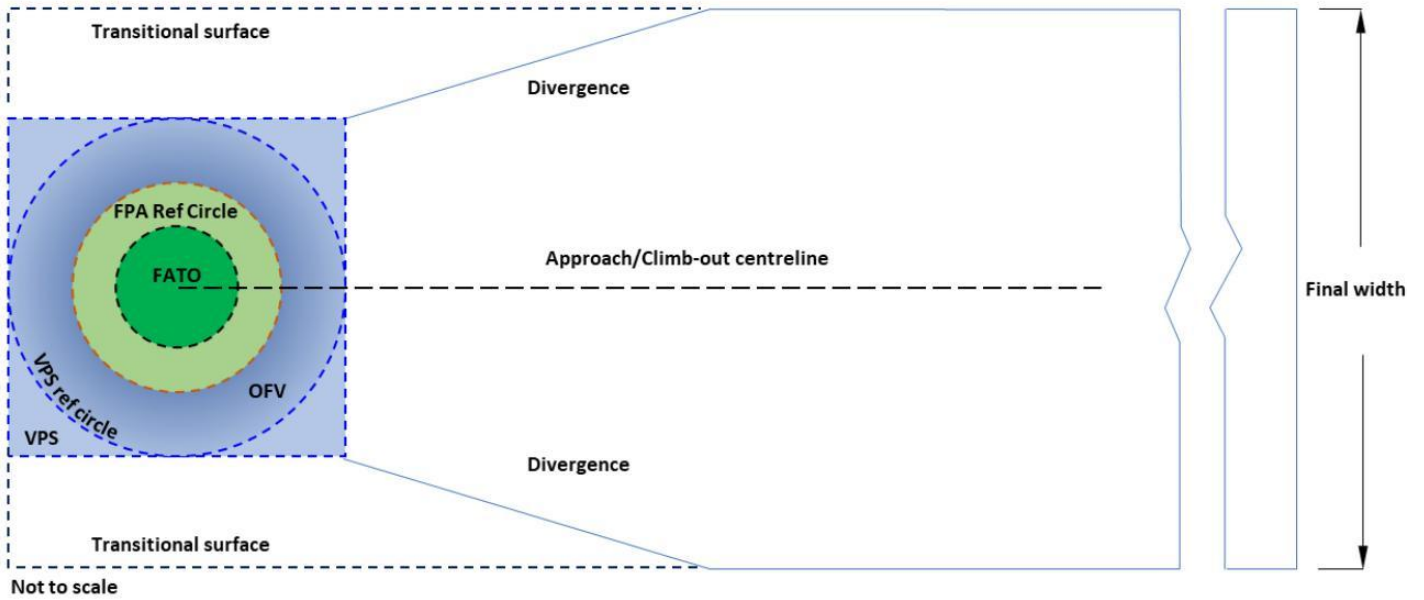 Transitional surface
Divergence
FPA Ref Circle
FATO
Approach/Climb-out centreline
Final width
VPS ref circle
OFV
VPS
Divergence
Transitional surface
Not to scale